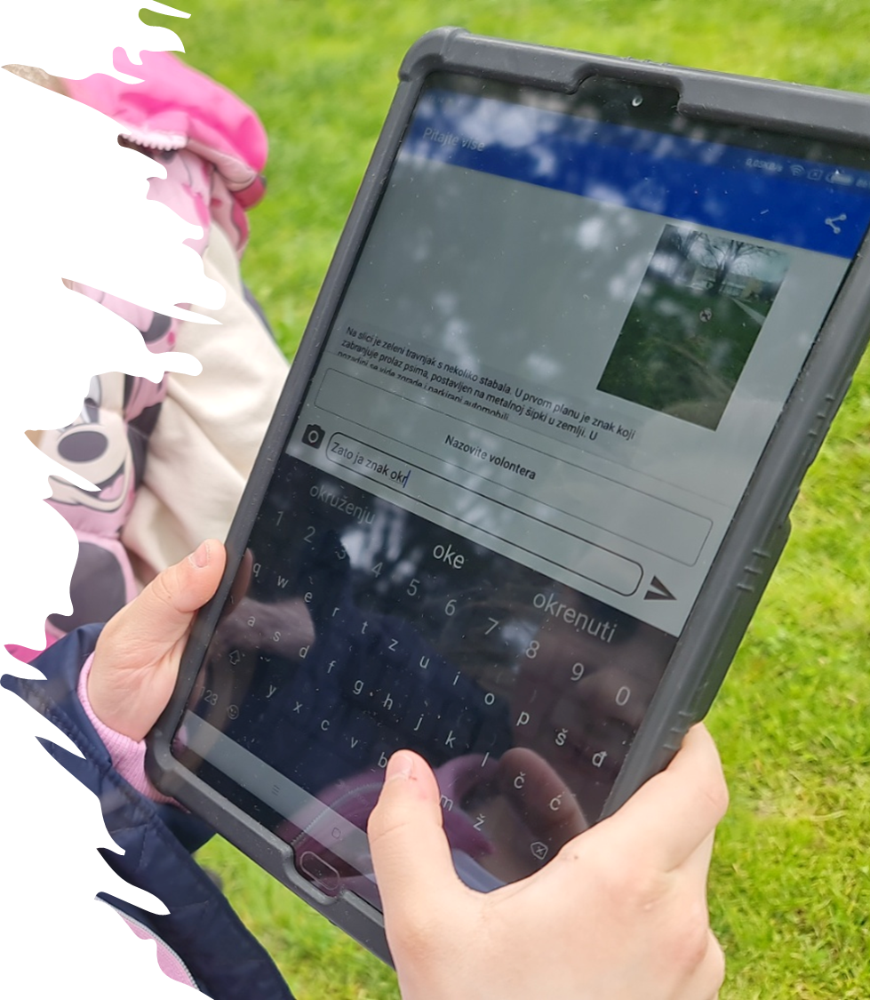 Pitajte više
Na slici je zeleni travnjak s nekoliko stabala. U prvom planu je znak koji
zabranjuje prolaz psima, postavljen na metalnoj šipki u zemlji. U
pozadini se vide zgrade i parkirani automobili.
Nazovite volontera
Zato ja znak okr
okruženju oke okrenuti
1 2 3 4 5 6 7 8 9 0
q w e r t z u i o p š đ
a s d f g h j k l č ć
y x c v b m ž
123